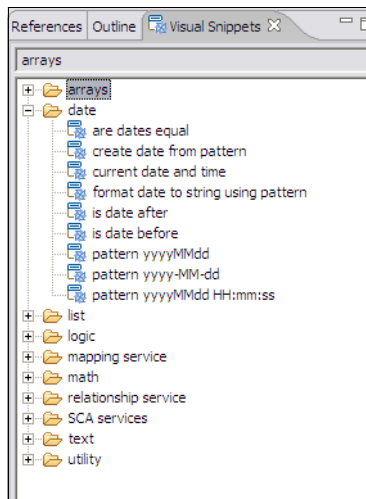 References Outline Visual Snippets
arrays
arrays
date
are dates equal
create date from pattern
current date and time
format date to string using pattern
is date after
is date before
pattern yyyyMMdd
pattern yyyy-MM-dd
pattern yyyyMMdd HH:mm:ss
list
logic
mapping service
math
relationship service
SCA services
text
utility